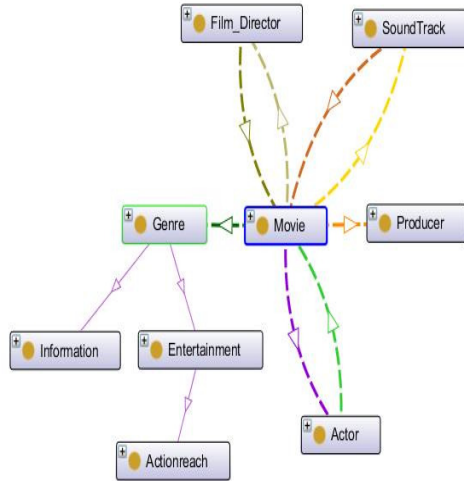 Film_Director
SoundTrack
Genre
Movie
Producer
Information
Entertainment
Actor
Actionreach